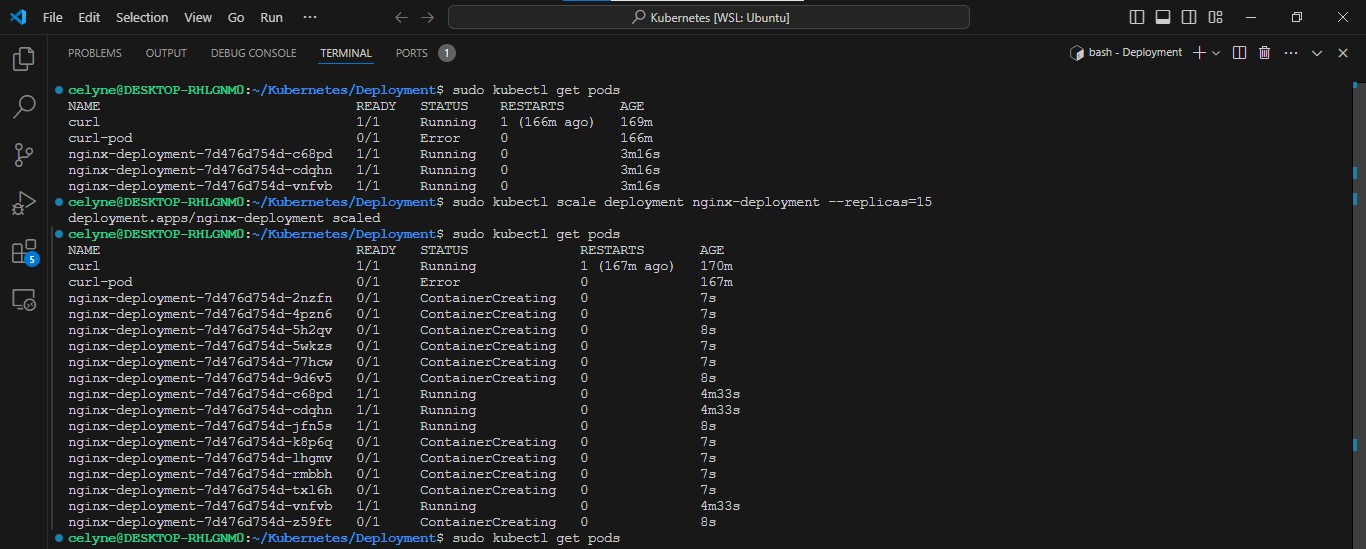 File Edit Selection View Go Run ··· Kubernetes [WSL: Ubuntu]
PROBLEMS OUTPUT DEBUG CONSOLE TERMINAL PORTS 1 bash - Deployment
celyne@DESKTOP-RHLGNM0:~/Kubernetes/Deployment$ sudo kubectl get pods
NAME READY STATUS RESTARTS AGE
curl 1/1 Running 1 (166m ago) 169m
curl-pod 0/1 Error 0 166m
nginx-deployment-7d476d754d-c68pd 1/1 Running 0 3m16s
nginx-deployment-7d476d754d-cdqhn 1/1 Running 0 3m16s
nginx-deployment-7d476d754d-vnfvb 1/1 Running 0 3m16s
celyne@DESKTOP-RHLGNM0:~/Kubernetes/Deployment$ sudo kubectl scale deployment nginx-deployment --replicas=15
deployment.apps/nginx-deployment scaled
celyne@DESKTOP-RHLGNM0:~/Kubernetes/Deployment$ sudo kubectl get pods
NAME READY STATUS RESTARTS AGE
curl 1/1 Running 1 (167m ago) 170m
curl-pod 0/1 Error 0 167m
nginx-deployment-7d476d754d-2nzfn 0/1 ContainerCreating 0 7s
nginx-deployment-7d476d754d-4pzn6 0/1 ContainerCreating 0 7s
nginx-deployment-7d476d754d-5h2qv 0/1 ContainerCreating 0 8s
nginx-deployment-7d476d754d-5wkzs 0/1 ContainerCreating 0 7s
nginx-deployment-7d476d754d-77hcw 0/1 ContainerCreating 0 7s
nginx-deployment-7d476d754d-9d6v5 0/1 ContainerCreating 0 8s
nginx-deployment-7d476d754d-c68pd 1/1 Running 0 4m33s
nginx-deployment-7d476d754d-cdqhn 1/1 Running 0 4m33s
nginx-deployment-7d476d754d-jfn5s 1/1 Running 0 8s
nginx-deployment-7d476d754d-k8p6q 0/1 ContainerCreating 0 7s
nginx-deployment-7d476d754d-lhgmv 0/1 ContainerCreating 0 7s
nginx-deployment-7d476d754d-rmbbh 0/1 ContainerCreating 0 7s
nginx-deployment-7d476d754d-txl6h 0/1 ContainerCreating 0 7s
nginx-deployment-7d476d754d-vnfvb 1/1 Running 0 4m33s
nginx-deployment-7d476d754d-z59ft 0/1 ContainerCreating 0 8s
celyne@DESKTOP-RHLGNM0:~/Kubernetes/Deployment$ sudo kubectl get pods
5